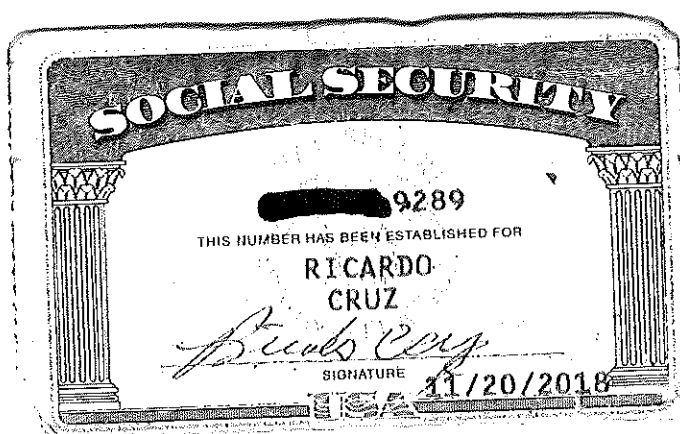 SOCIAL SECURITY
9289
THIS NUMBER HAS BEEN ESTABLISHED FOR
RICARDO
CRUZ
SIGNATURE
11/20/2018
USA